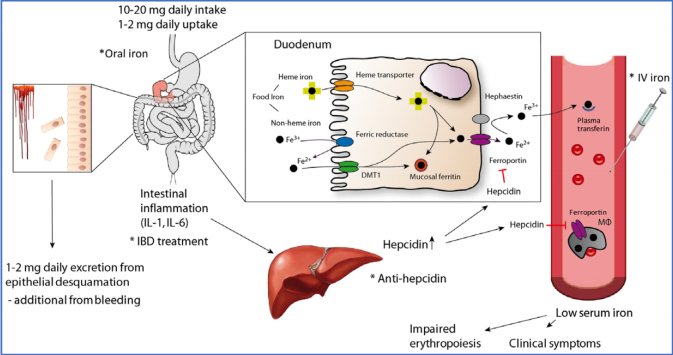 10-20 mg daily intake
1-2 mg daily uptake
*Oral iron
Duodenum
Heme iron
Heme transporter
Food Iron
Non-heme iron
Fe3+
Ferric reductase
Fe2+
DMT1
Mucosal ferritin
Hephaestin
Fe3+
Fe2+
Ferroportin
Hepcidin
Plasma
transferin
* IV iron
Ferroportin
MΦ
Hepcidin
Intestinal
inflammation
(IL-1, IL-6)
* IBD treatment
Hepcidin
* Anti-hepcidin
1-2 mg daily excretion from
epithelial desquamation
- additional from bleeding
Low serum iron
Impaired
erythropoiesis
Clinical symptoms